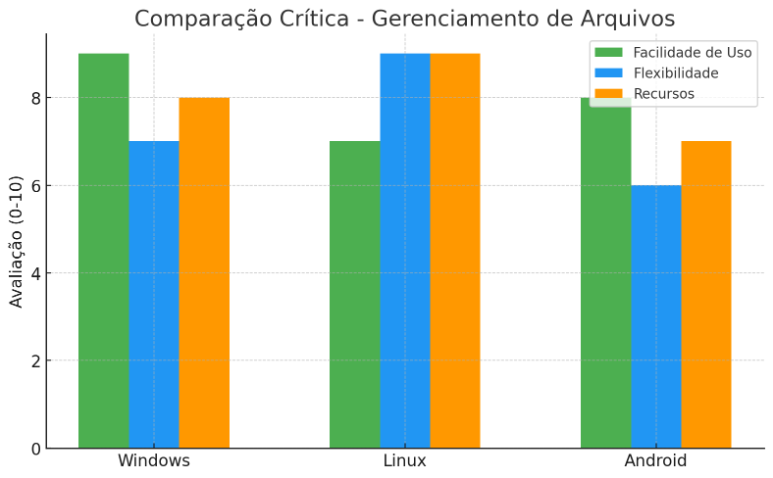 Comparação Crítica - Gerenciamento de Arquivos
Facilidade de Uso
Flexibilidade
Recursos
Avaliação (0-10)
8
6
4
2
0
Windows
Linux
Android